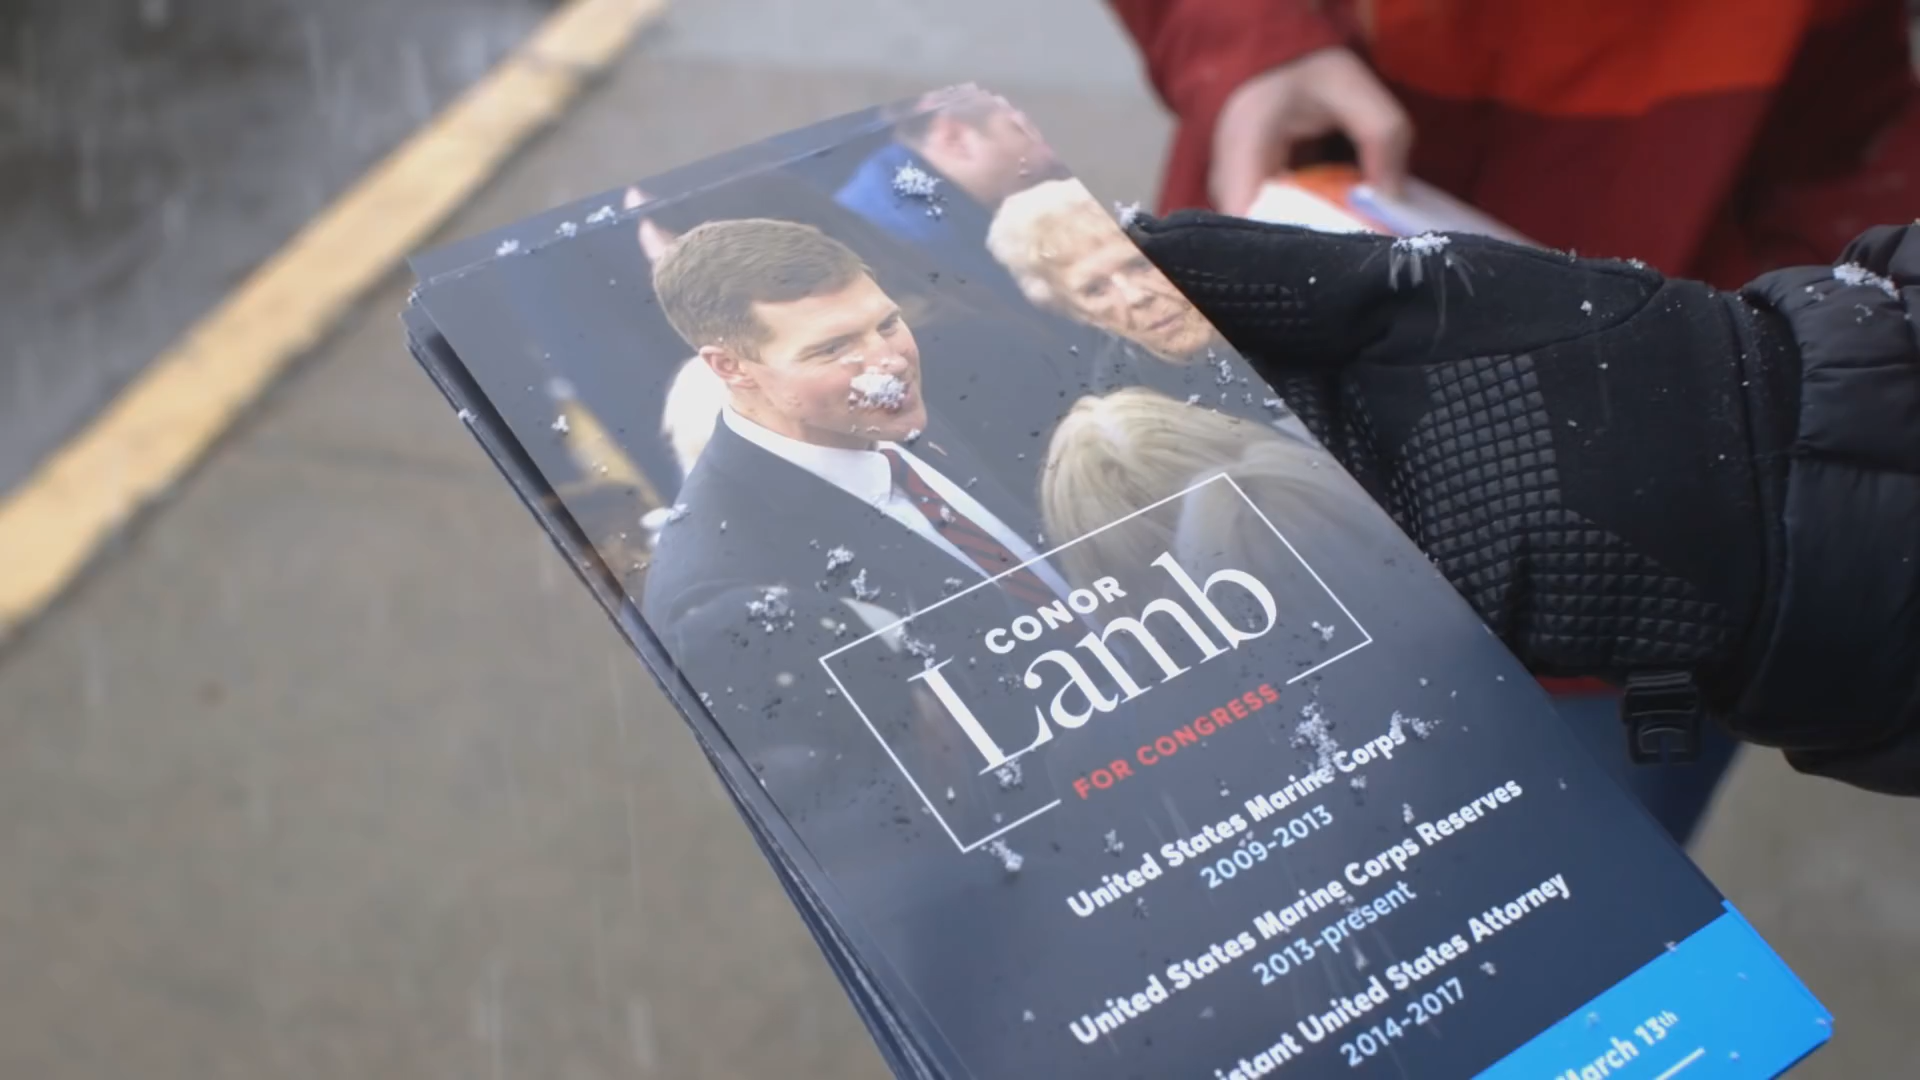 CONOR
Lamb
FOR CONGRESS
United States Marine Corps
2009-2013
United States Marine Corps Reserves
2013-present
istant United States Attorney
2014-2017
March 13th